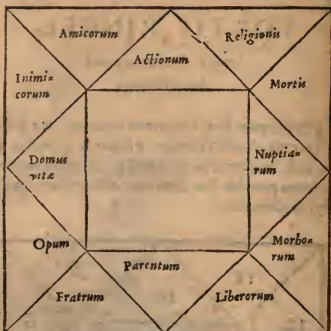 Amicorum
Religionis
Actionum
Inimi=
corum
Mortis
Domus
vitæ
Nuptia=
rum
Opum
Morbo=
rum
Parentum
Fratrum
Liberorum